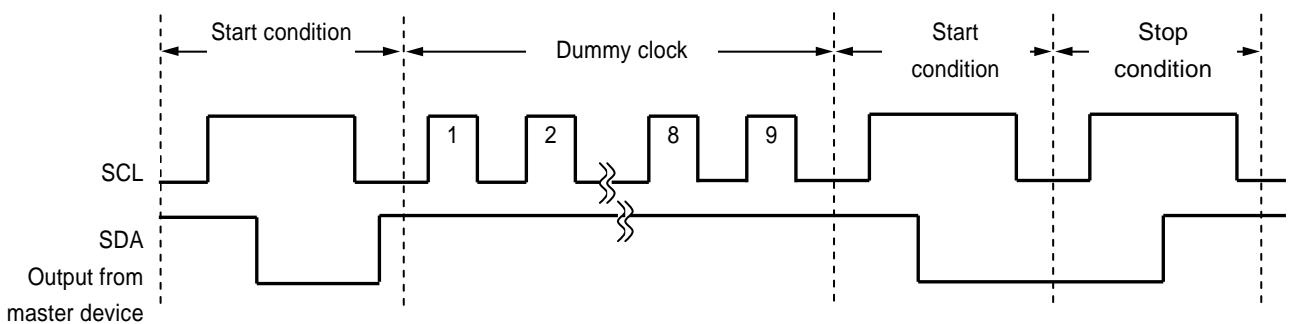 Start condition
Dummy clock
Start
condition
Stop
condition
SCL
1
2
8
9
SDA
Output from
master device